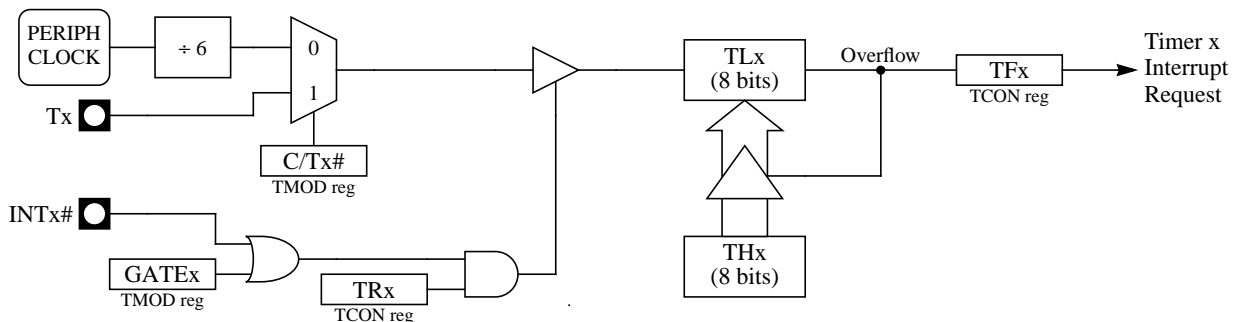 PERIPH
CLOCK
÷ 6
0
1
Tx
C/Tx#
TMOD reg
INTx#
GATEx
TMOD reg
TRx
TCON reg
TLx
(8 bits)
THx
(8 bits)
Overflow
TFx
TCON reg
Timer x
Interrupt
Request